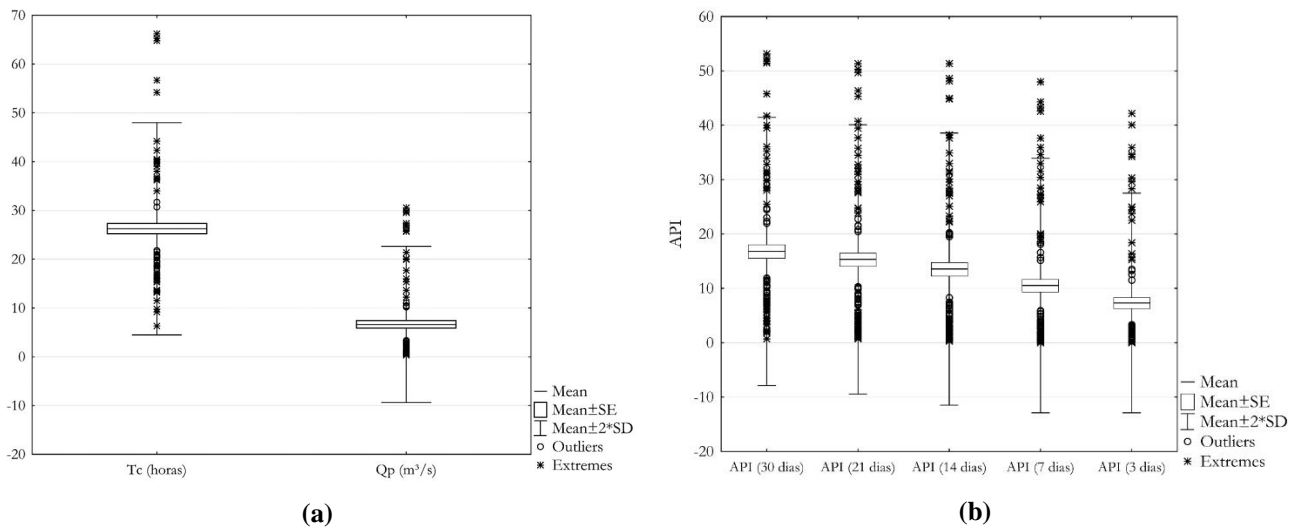 70
60
50
40
30
20
10
0
-10
-20
Tc (horas)
Qp (m³/s)
Mean
Mean±SE
Mean±2*SD
Outliers
Extremes
(a)
60
50
40
30
20
10
0
-10
-20
API
API (30 dias)
API (21 dias)
API (14 dias)
API (7 dias)
API (3 dias)
Mean
Mean±SE
Mean±2*SD
Outliers
Extremes
(b)